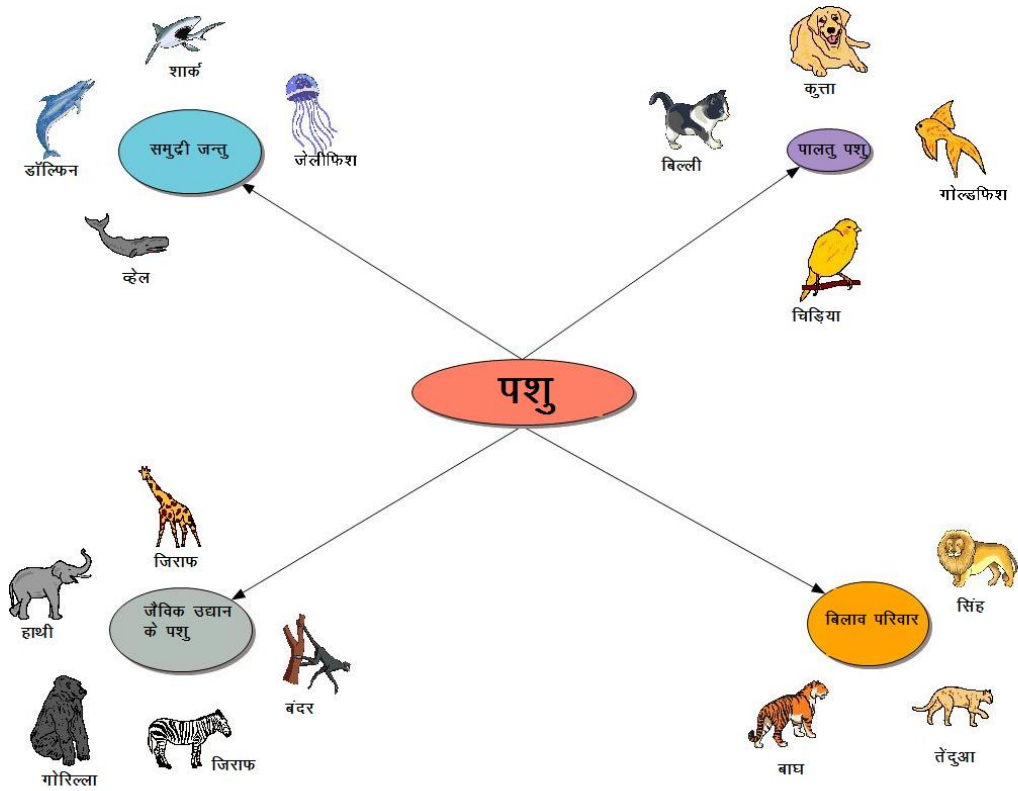 शार्क
डॉल्फिन
समुद्री जन्तु
जेलीफिश
व्हेल
कुत्ता
बिल्ली
पालतु पशु
गोल्डफिश
चिड़िया
पशु
जिराफ
हाथी
जैविक उद्यान
के पशु
बंदर
गोरिल्ला
जिराफ
सिंह
बिलाव परिवार
बाघ
तेंदुआ